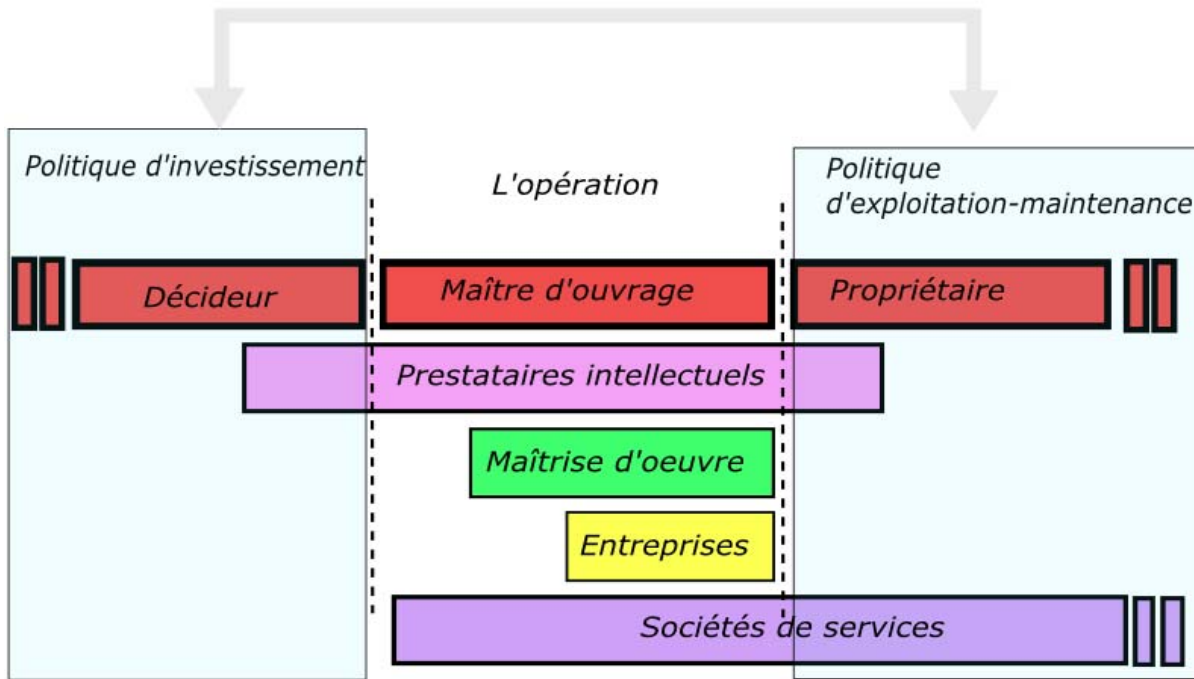 Politique d'investissement
L'opération
Politique
d'exploitation-maintenance
Décideur
Maître d'ouvrage
Propriétaire
Prestataires intellectuels
Maîtrise d'oeuvre
Entreprises
Sociétés de services